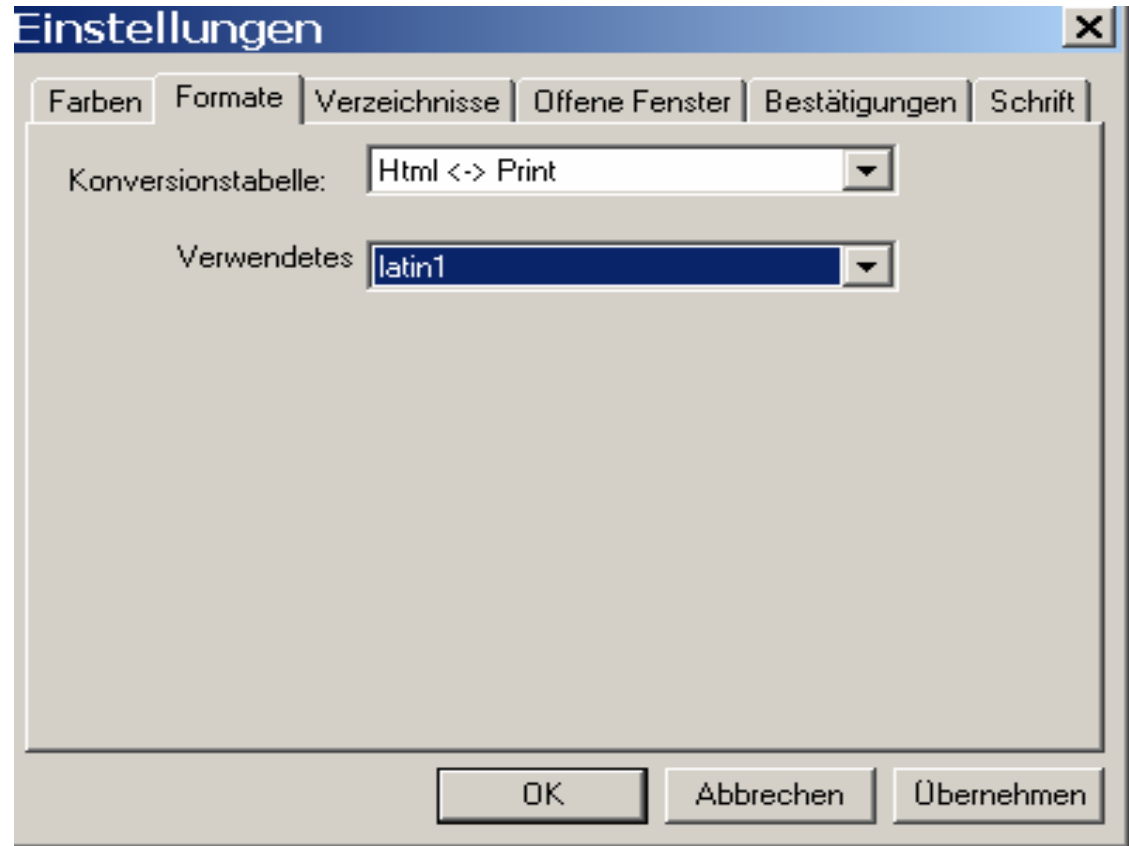 Einstellungen
Farben Formate Verzeichnisse Offene Fenster Bestätigungen Schrift
Konversionstabelle: Html <-> Print
Verwendetes latin1
OK Abbrechen Übernehmen